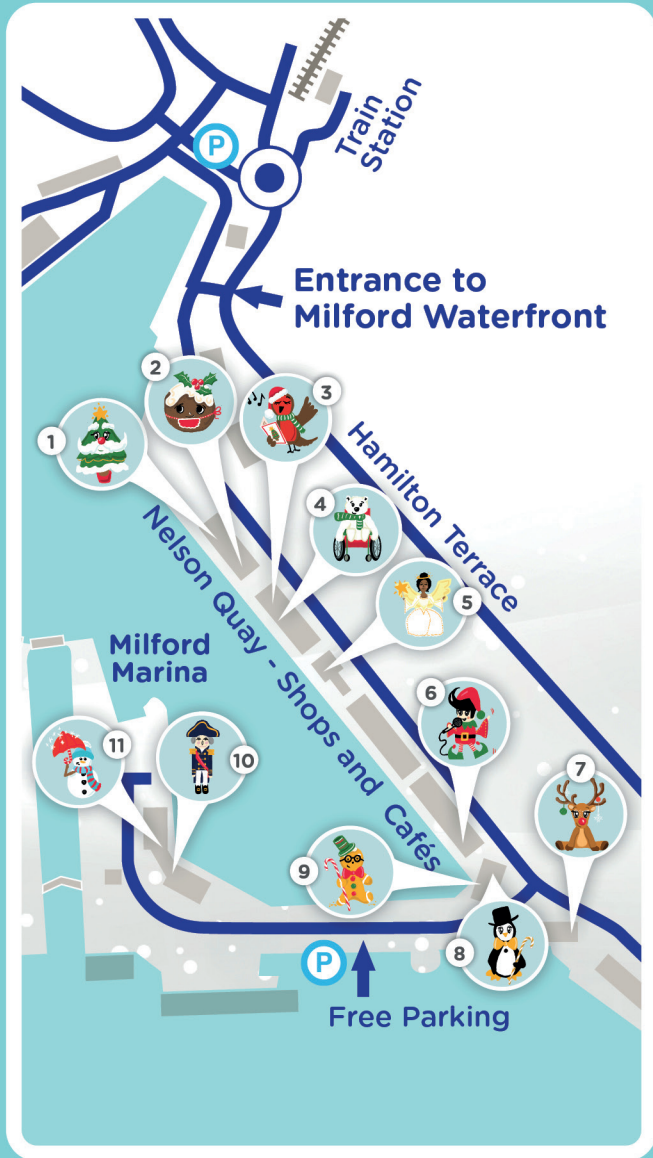 P
Train
Station
Entrance to
Milford Waterfront
2
3
1
4
Hamilton Terrace
5
Nelson Quay - Shops and Cafés
Milford
Marina
6
11
10
7
9
8
P
Free Parking